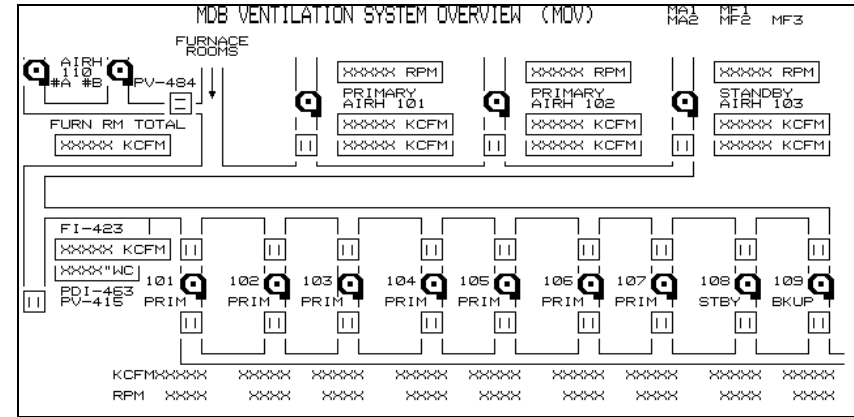 MDB VENTILATION SYSTEM OVERVIEW (MOV)
MA1 MF1
MA2 MF2 MF3
FURNACE
ROOMS
AIRH
110
#A #B PV-484
FURN RM TOTAL
XXXXX KCFM
XXXXX RPM
PRIMARY
AIRH 101
XXXXX KCFM
XXXXX KCFM
XXXXX RPM
PRIMARY
AIRH 102
XXXXX KCFM
XXXXX KCFM
XXXXX RPM
STANDBY
AIRH 103
XXXXX KCFM
XXXXX KCFM
FI-423
XXXXX KCFM
XXXX"WC
PDI-463
PV-415
101 102 103 104 105 106 107 108 109
PRIM PRIM PRIM PRIM PRIM PRIM PRIM STBY BKUP
KCFMXXXXX XXXXX XXXXX XXXXX XXXXX XXXXX XXXXX XXXXX XXXXX
RPM XXXX XXXX XXXX XXXX XXXX XXXX XXXX XXXX XXXX